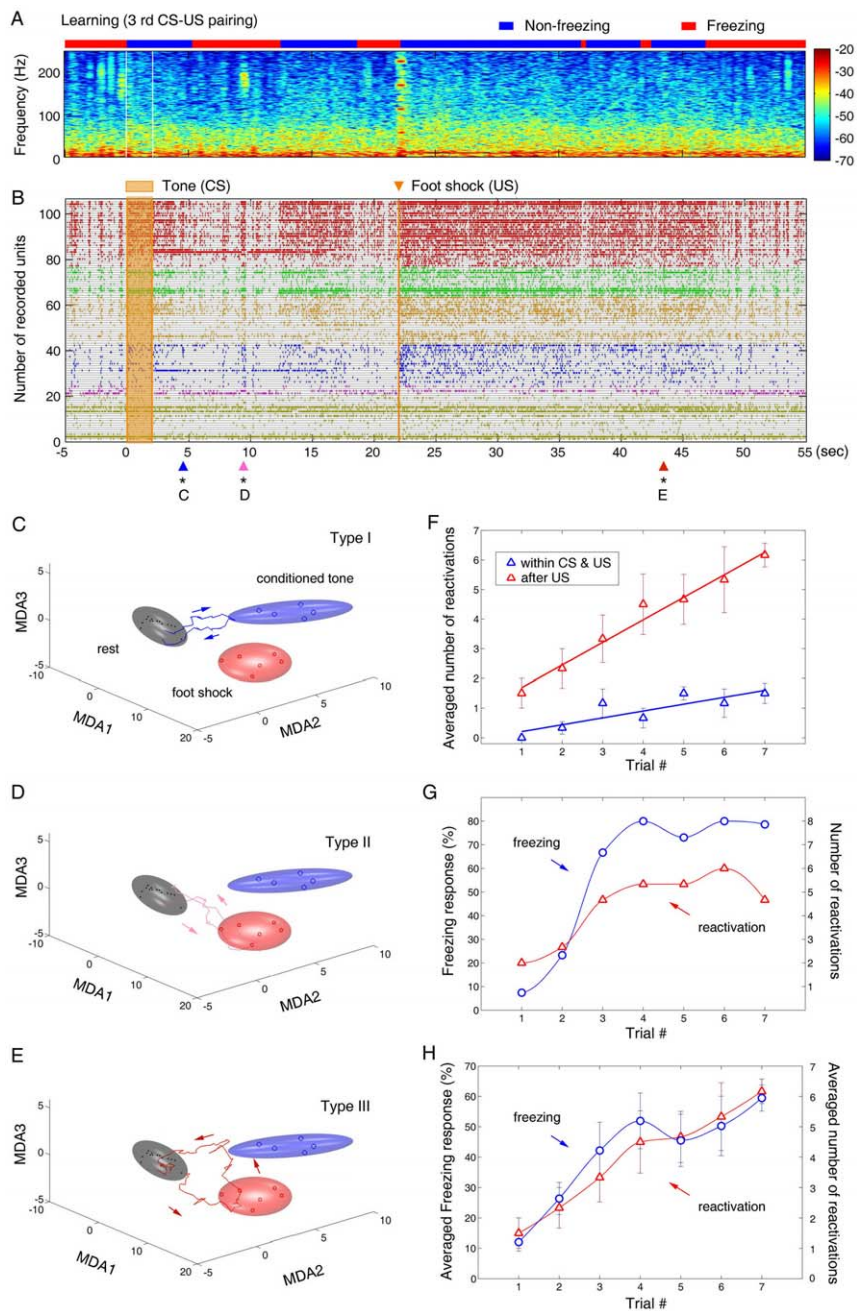 A
Learning (3 rd CS-US pairing)
Non-freezing
Freezing
Frequency (Hz)
200
100
0
-20
-30
-40
-50
-60
-70
Tone (CS)
Foot shock (US)
B
Number of recorded units
100
80
60
40
20
0
-5 0 5 10 15 20 25 30 35 40 45 50 55 (sec)
* * *
C D E
C
Type I
conditioned tone
rest
foot shock
MDA3
5
0
-5
-10 0 10 20
MDA1
-5 0 5 10
MDA2
D
Type II
MDA3
5
0
-5
-10 0 10 20
MDA1
-5 0 5 10
MDA2
E
Type III
MDA3
5
0
-5
-10 0 10 20
MDA1
-5 0 5 10
MDA2
F
within CS & US
after US
Averaged number of reactivations
7
6
5
4
3
2
1
0
1 2 3 4 5 6 7
Trial #
G
freezing
reactivation
Freezing response (%)
90
80
70
60
50
40
30
20
10
0
Number of reactivations
8
7
6
5
4
3
2
1
1 2 3 4 5 6 7
Trial #
H
freezing
reactivation
Averaged Freezing response (%)
70
60
50
40
30
20
10
0
Averaged number of reactivations
7
6
5
4
3
2
1
0
1 2 3 4 5 6 7
Trial #